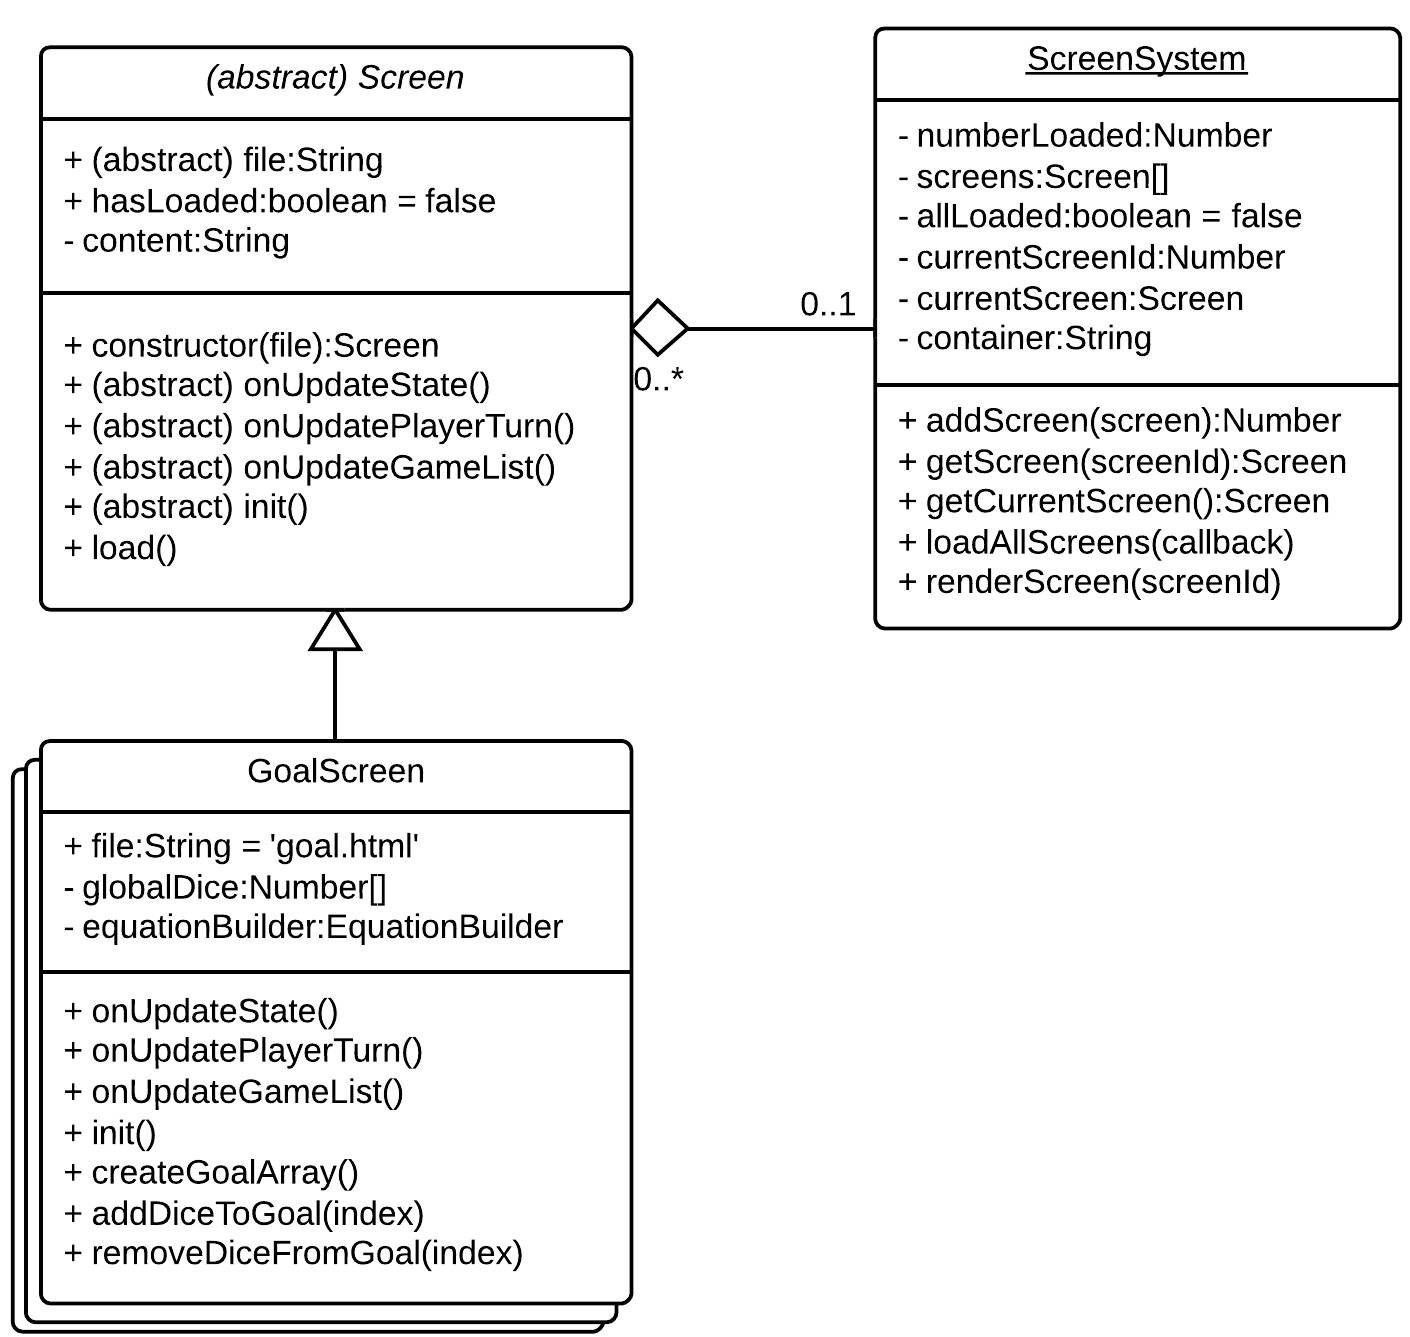 (abstract) Screen
+ (abstract) file:String
+ hasLoaded:boolean = false
- content:String
+ constructor(file):Screen
+ (abstract) onUpdateState()
+ (abstract) onUpdatePlayerTurn()
+ (abstract) onUpdateGameList()
+ (abstract) init()
+ load()
0..1
0..*
ScreenSystem
- numberLoaded:Number
- screens:Screen[]
- allLoaded:boolean = false
- currentScreenId:Number
- currentScreen:Screen
- container:String
+ addScreen(screen):Number
+ getScreen(screenId):Screen
+ getCurrentScreen():Screen
+ loadAllScreens(callback)
+ renderScreen(screenId)
GoalScreen
+ file:String = 'goal.html'
- globalDice:Number[]
- equationBuilder:EquationBuilder
+ onUpdateState()
+ onUpdatePlayerTurn()
+ onUpdateGameList()
+ init()
+ createGoalArray()
+ addDiceToGoal(index)
+ removeDiceFromGoal(index)